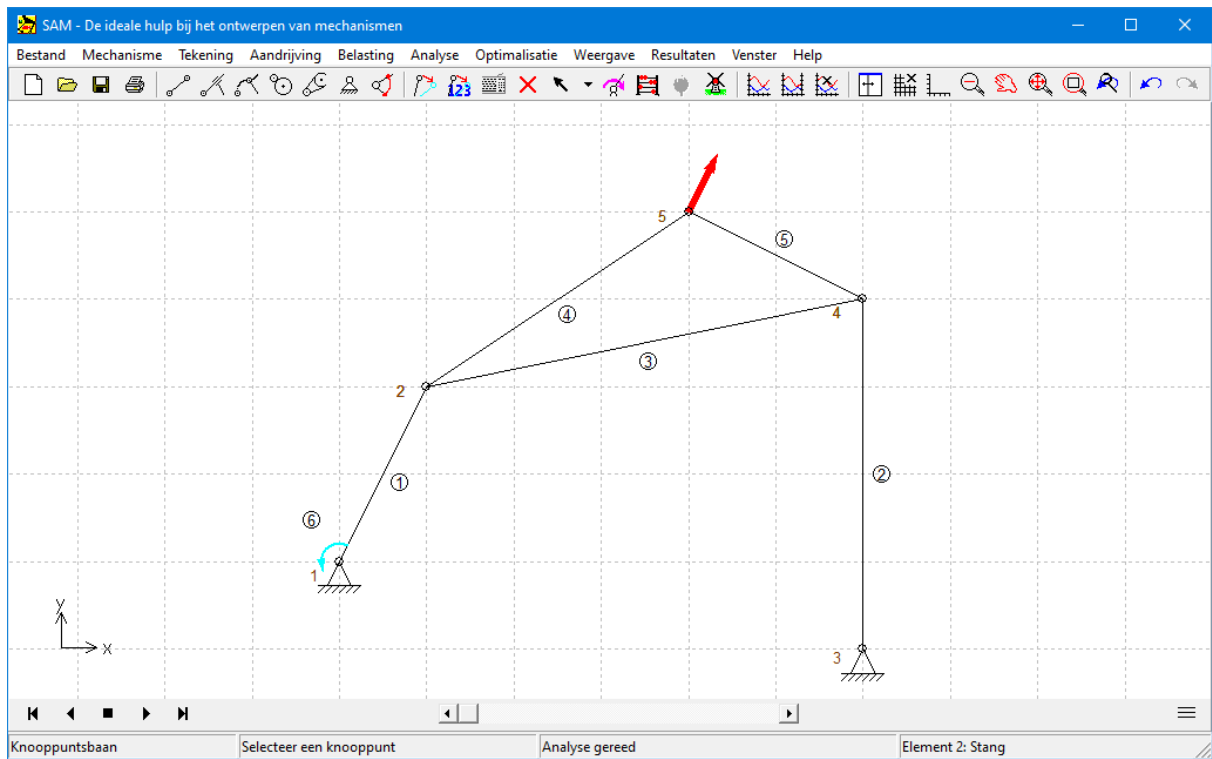 SAM - De ideale hulp bij het ontwerpen van mechanismen
Bestand Mechanisme Tekening Aandrijving Belasting Analyse Optimalisatie Weergave Resultaten Venster Help
123
5
⑤
④
4
③
2
②
①
⑥
1
y
x
3
Knooppuntsbaan Selecteer een knooppunt Analyse gereed Element 2: Stang